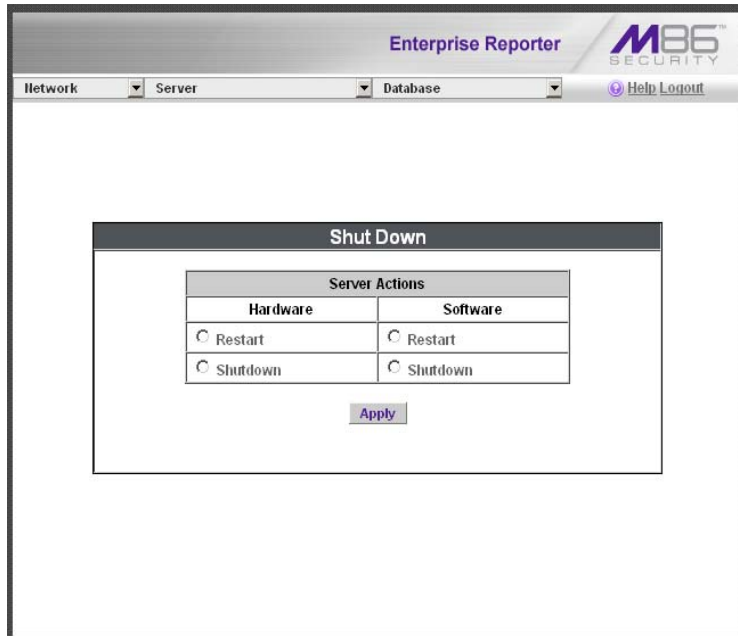 Enterprise Reporter
M86™
SECURITY
Network Server Database Help Logout
Shut Down
Server Actions
Hardware Software
Restart Restart
Shutdown Shutdown
Apply